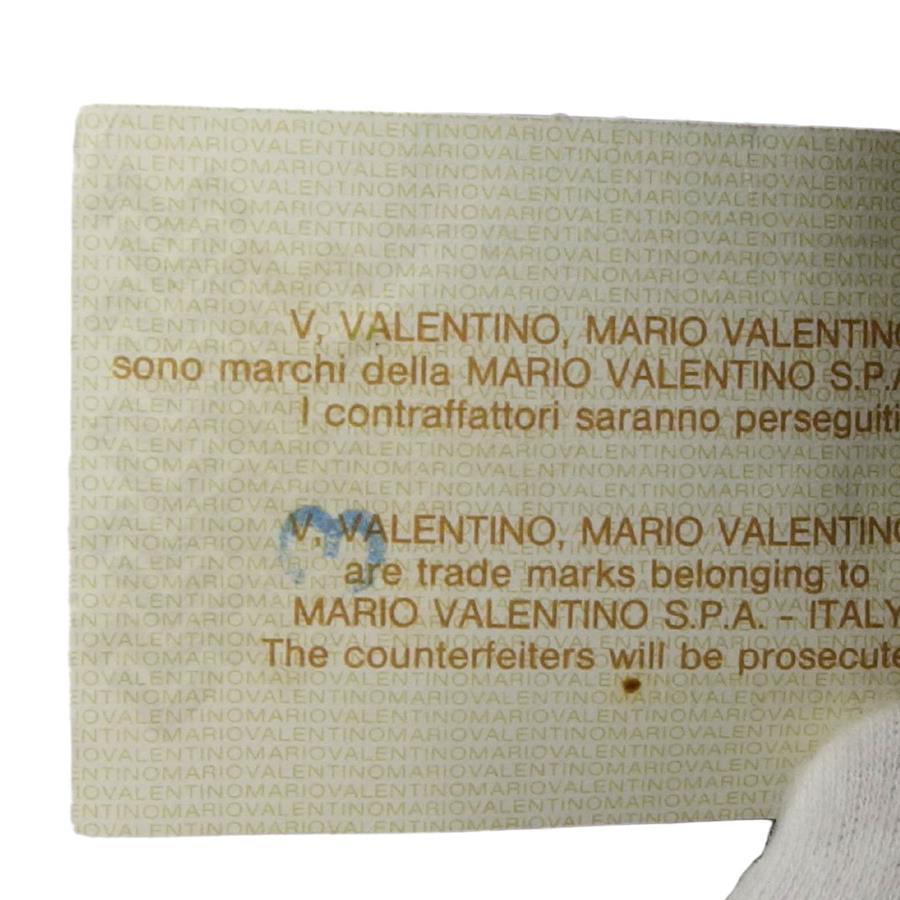 V, VALENTINO, MARIO VALENTINO
sono marchi della MARIO VALENTINO S.P.A
I contraffattori saranno perseguiti
V, VALENTINO, MARIO VALENTINO
are trade marks belonging to
MARIO VALENTINO S.P.A. - ITALY
The counterfeiters will be prosecute